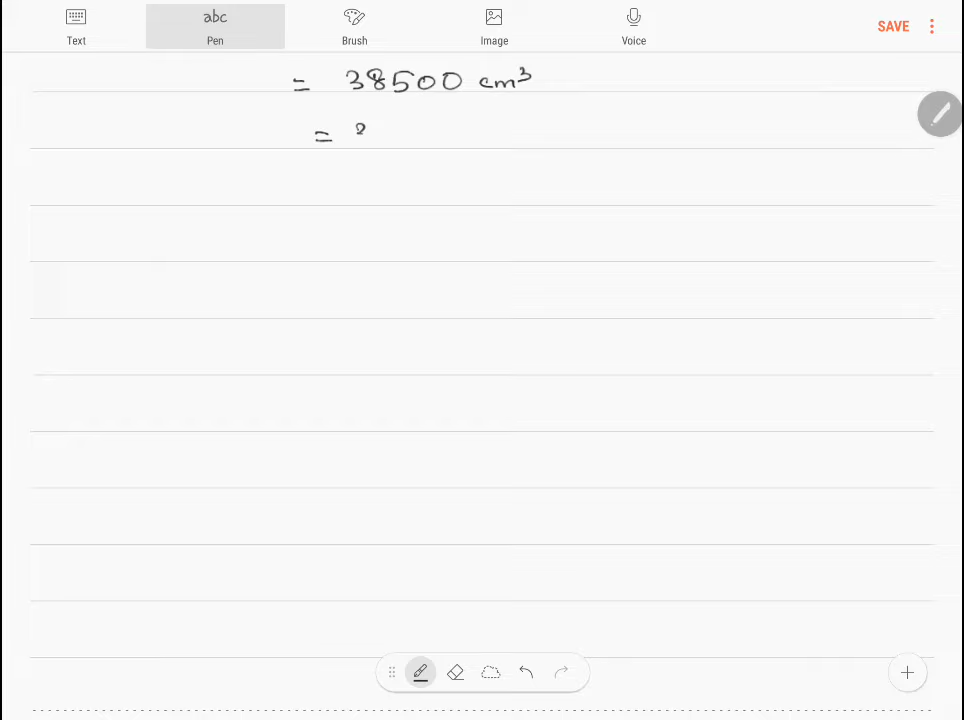 Text
abc
Pen
Brush
Image
Voice
SAVE
= 38500 cm³
=